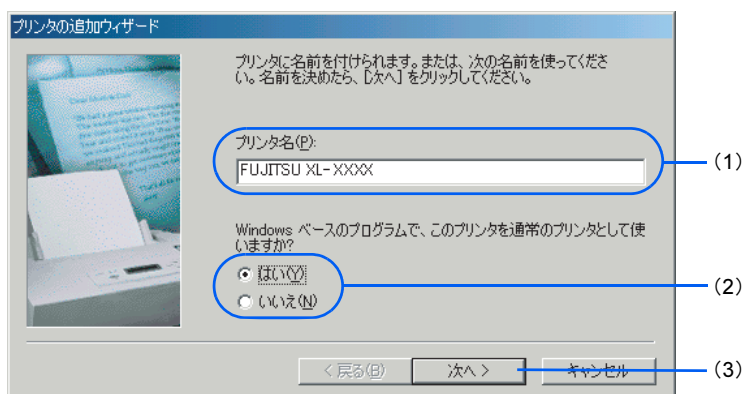 プリンタの追加ウィザード
プリンタに名前を付けられます。または、次の名前を使ってくださ
い。名前を決めたら、[次へ] をクリックしてください。
プリンタ名(P):
(1)
FUJITSU XL-XXXX
Windows ベースのプログラムで、このプリンタを通常のプリンタとして使
いますか?
はい(Y)
(2)
いいえ(N)
< 戻る(B)
次へ >
キャンセル
(3)